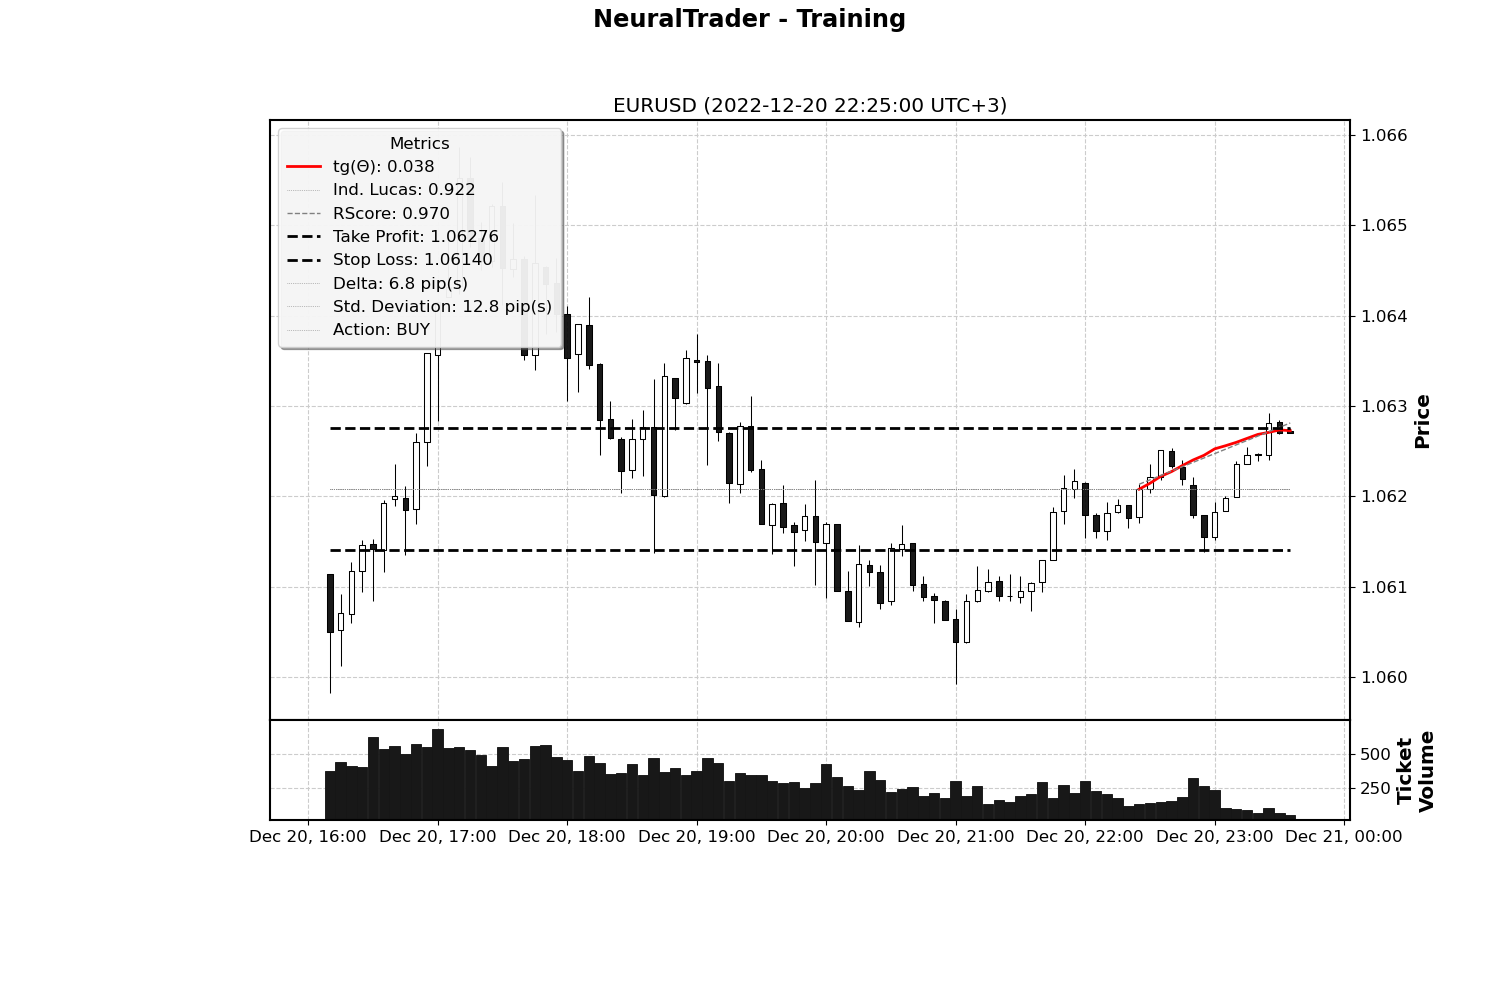 NeuralTrader - Training
EURUSD (2022-12-20 22:25:00 UTC+3)
Metrics
tg(Θ): 0.038
Ind. Lucas: 0.922
RScore: 0.970
Take Profit: 1.06276
Stop Loss: 1.06140
Delta: 6.8 pip(s)
Std. Deviation: 12.8 pip(s)
Action: BUY
1.066
1.065
1.064
1.063
1.062
1.061
1.060
Price
500
250
Ticket
Volume
Dec 20, 16:00
Dec 20, 17:00
Dec 20, 18:00
Dec 20, 19:00
Dec 20, 20:00
Dec 20, 21:00
Dec 20, 22:00
Dec 20, 23:00
Dec 21, 00:00